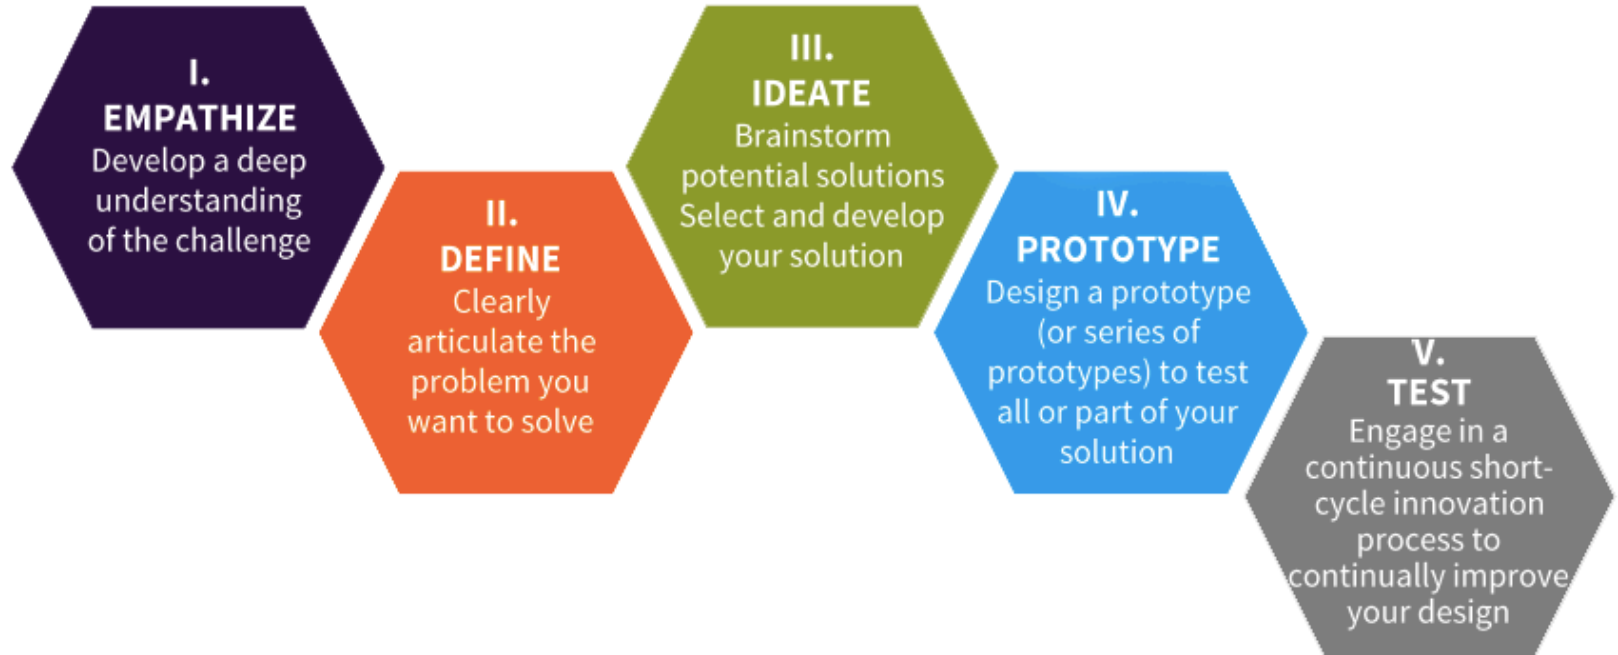 I.
EMPATHIZE
Develop a deep
understanding
of the challenge
II.
DEFINE
Clearly
articulate the
problem you
want to solve
III.
IDEATE
Brainstorm
potential solutions
Select and develop
your solution
IV.
PROTOTYPE
Design a prototype
(or series of
prototypes) to test
all or part of your
solution
V.
TEST
Engage in a
continuous short-
cycle innovation
process to
continually improve
your design